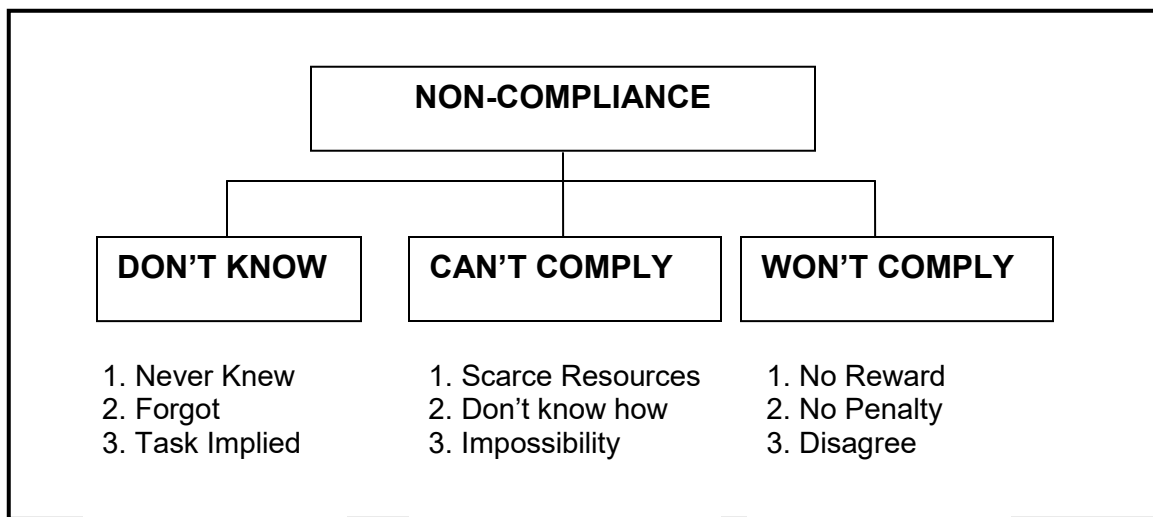 NON-COMPLIANCE
DON’T KNOW
CAN’T COMPLY
WON’T COMPLY
1. Never Knew
2. Forgot
3. Task Implied
1. Scarce Resources
2. Don’t know how
3. Impossibility
1. No Reward
2. No Penalty
3. Disagree